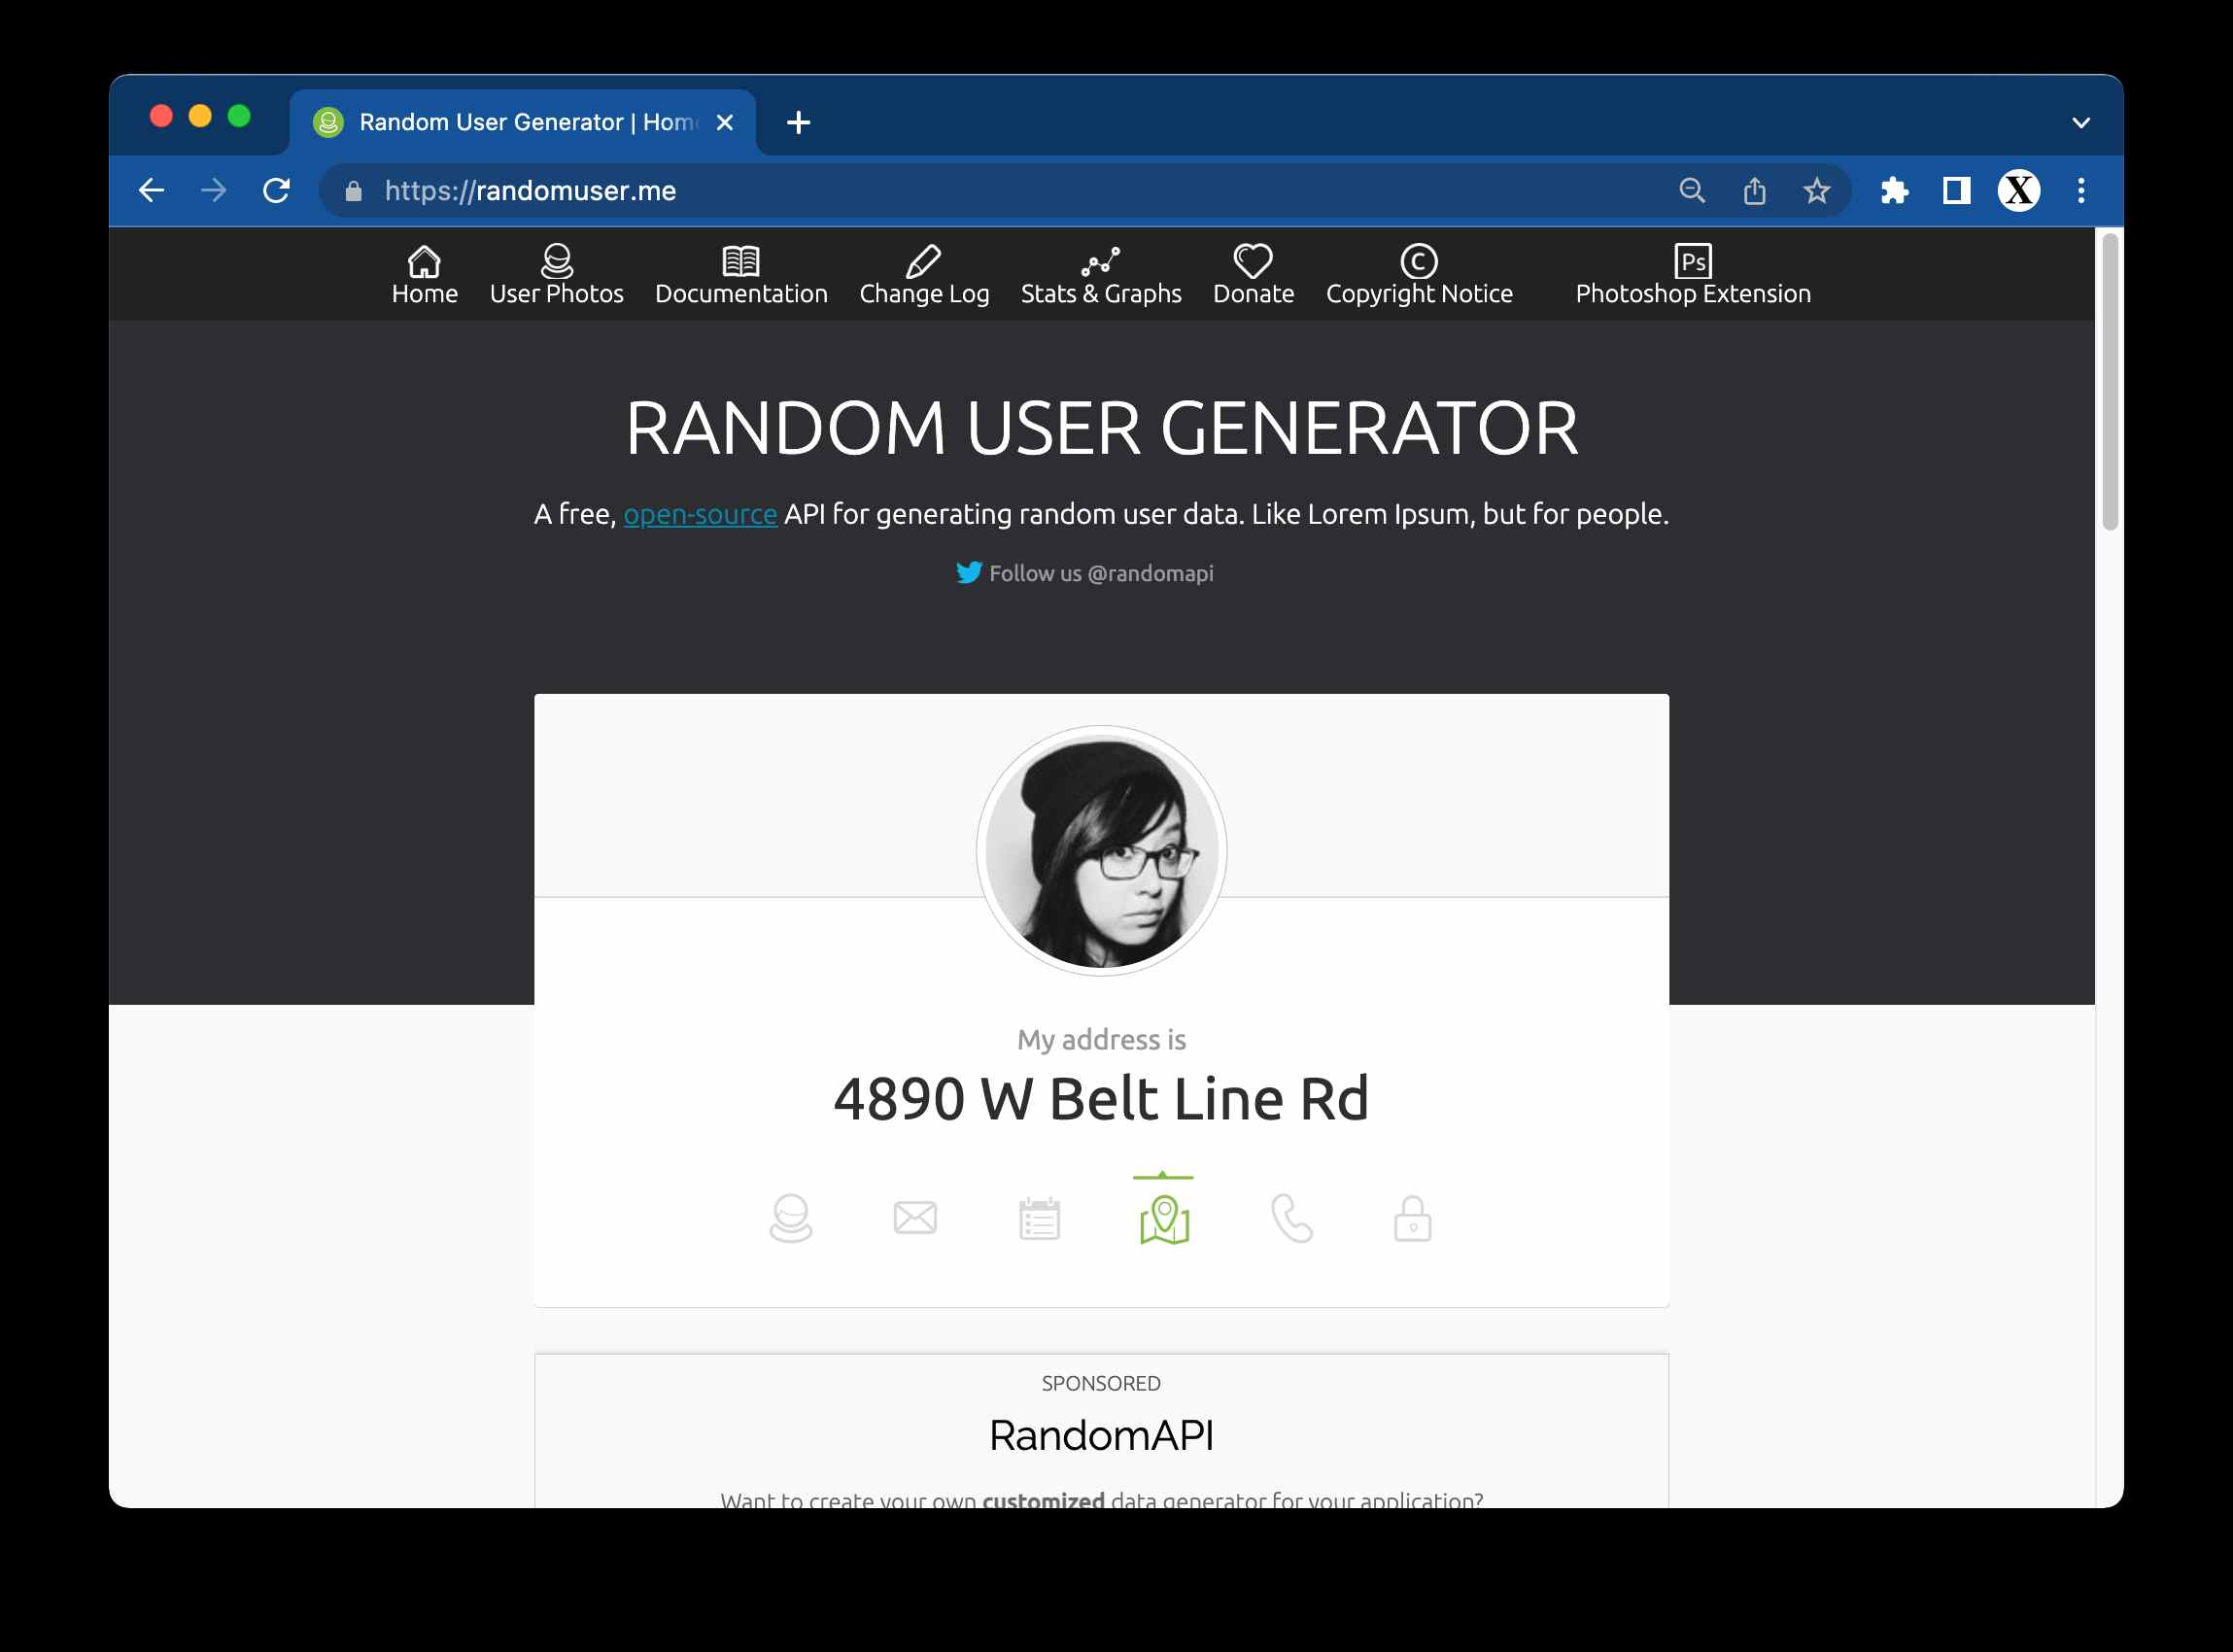 Random User Generator | Hom
https://randomuser.me
X
Ps
Home User Photos Documentation Change Log Stats & Graphs Donate Copyright Notice Photoshop Extension
RANDOM USER GENERATOR
A free, open-source API for generating random user data. Like Lorem Ipsum, but for people.
Follow us @randomapi
My address is
4890 W Belt Line Rd
SPONSORED
RandomAPI
Want to create your own customized data generator for your application?